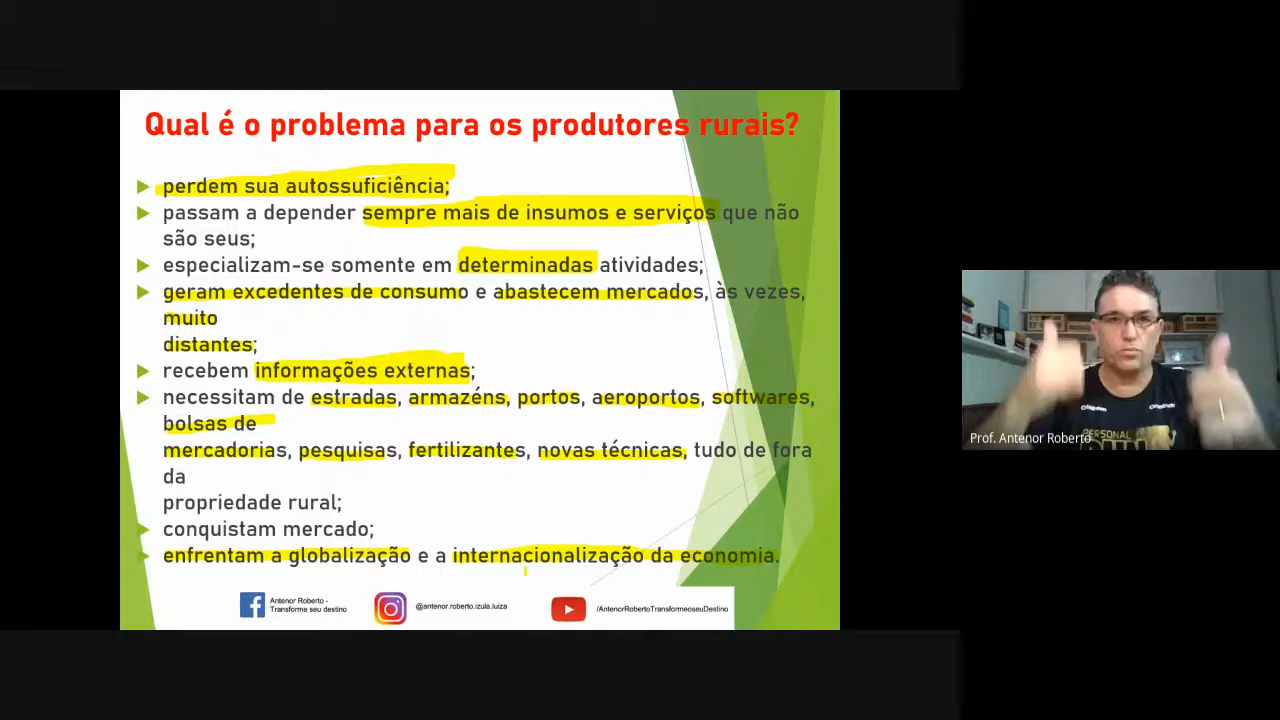 Qual é o problema para os produtores rurais?
perdem sua autossuficiência;
passam a depender sempre mais de insumos e serviços que não
são seus;
especializam-se somente em determinadas atividades;
geram excedentes de consumo e abastecem mercados, às vezes,
muito
distantes;
recebem informações externas;
necessitam de estradas, armazéns, portos, aeroportos, softwares,
bolsas de
mercadorias, pesquisas, fertilizantes, novas técnicas, tudo de fora
da
propriedade rural;
conquistam mercado;
enfrentam a globalização e a internacionalização da economia.
Antenor Roberto -
Transforme seu destino
@antenor.roberto.izula.luiza
/AntenorRobertoTransformeoseuDestino
Prof. Antenor Roberto
PERSONAL